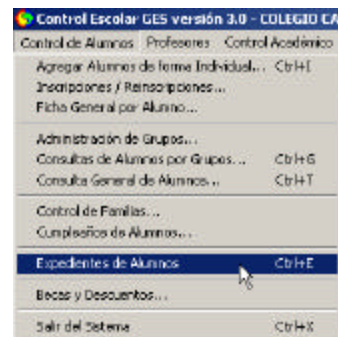 Control Escolar GES versión 3.0 - COLEGIO CA
Control de Alumnos Profesores Control Académico
Agregar Alumnos de forma Individual... Ctrl+I
Inscripciones / Reinscripciones...
Ficha General por Alumno...
Administración de Grupos...
Consultas de Alumnos por Grupos... Ctrl+G
Consulta General de Alumnos... Ctrl+T
Control de Familias...
Cumpleaños de Alumnos...
Expedientes de Alumnos Ctrl+E
Becas y Descuentos...
Salir del Sistema Ctrl+X